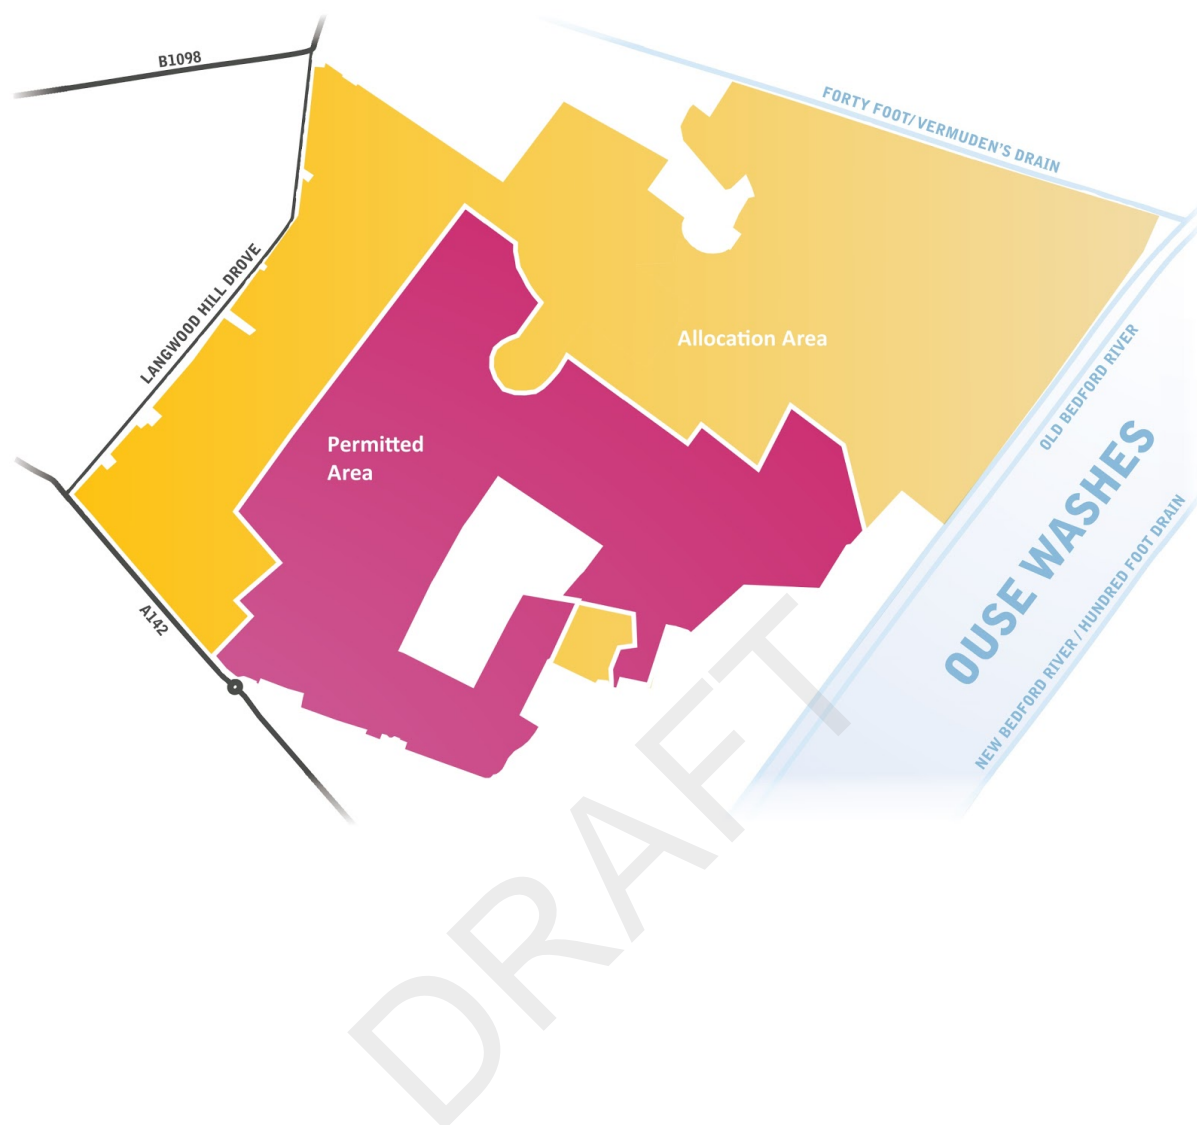 B1098
FORTY FOOT/ VERMUDEN'S DRAIN
LANGWOOD HILL DROVE
Allocation Area
OLD BEDFORD RIVER
Permitted
Area
OUSE WASHES
NEW BEDFORD RIVER / HUNDRED FOOT DRAIN
A142
DRAFT